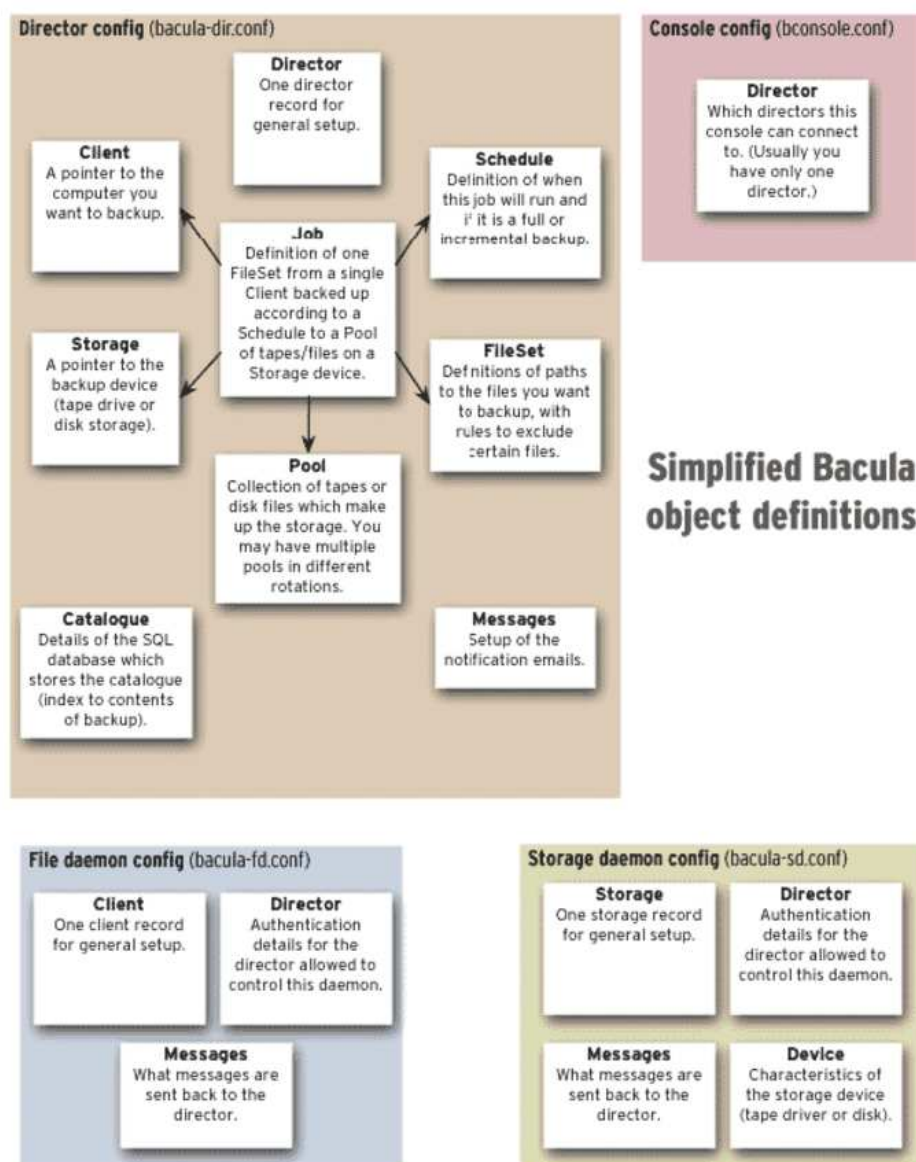 Director config (bacula-dir.conf)
Director
One director
record for
general setup.
Client
A pointer to the
computer you
want to backup.
Schedule
Definition of when
this job will run and
if it is a full or
incremental backup.
Job
Definition of one
FileSet from a single
Client backed up
according to a
Schedule to a Pool
of tapes/files on a
Storage device.
Storage
A pointer to the
backup device
(tape drive or
disk storage).
FileSet
Definitions of paths
to the files you want
to backup, with
rules to exclude
certain files.
Pool
Collection of tapes or
disk files which make
up the storage. You
may have multiple
pools in different
rotations.
Catalogue
Details of the SQL
database which
stores the catalogue
(index to contents
of backup).
Messages
Setup of the
notification emails.
Console config (bconsole.conf)
Director
Which directors this
console can connect
to. (Usually you
have only one
director.)
Simplified Bacula
object definitions
File daemon config (bacula-fd.conf)
Client
One client record
for general setup.
Director
Authentication
details for the
director allowed to
control this daemon.
Messages
What messages are
sent back to the
director.
Storage daemon config (bacula-sd.conf)
Storage
One storage record
for general setup.
Director
Authentication
details for the
director allowed to
control this daemon.
Messages
What messages are
sent back to the
director.
Device
Characteristics of
the storage device
(tape driver or disk).